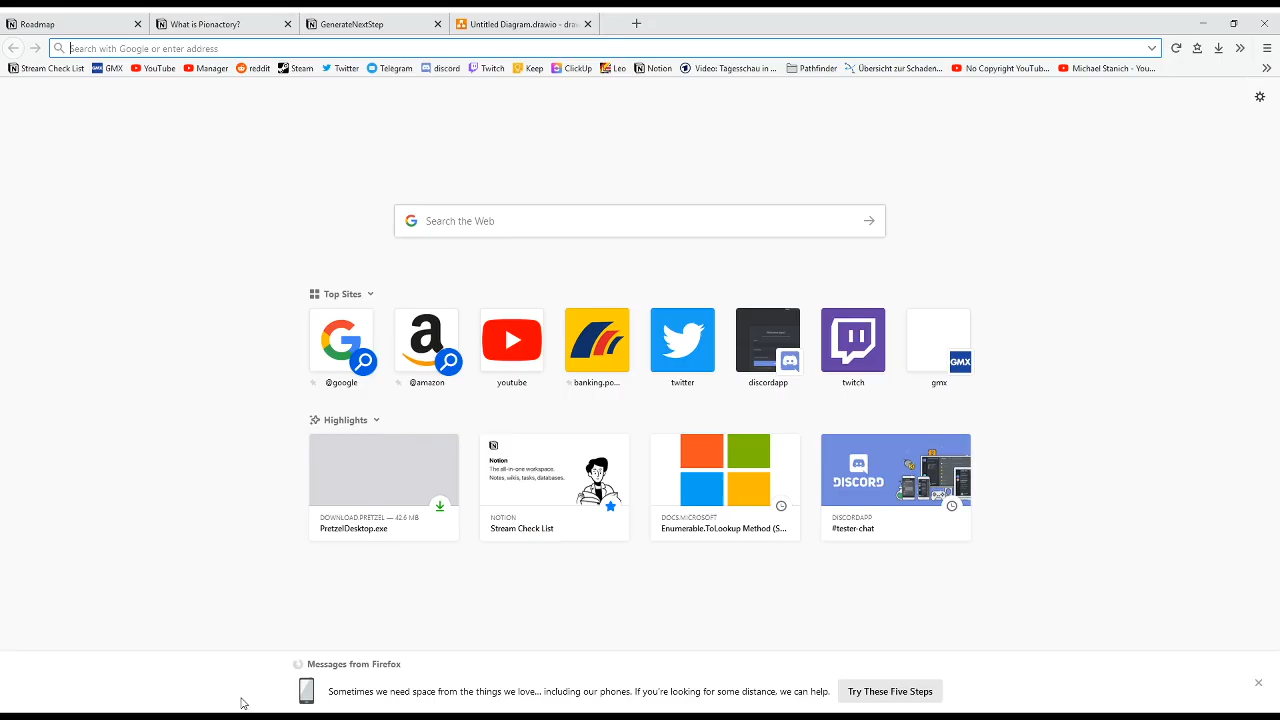 Roadmap
What is Pionactory?
GenerateNextStep
Untitled Diagram.drawio - draw
Search with Google or enter address
Stream Check List GMX YouTube Manager reddit Steam Twitter Telegram discord Twitch Keep ClickUp Leo Notion Video: Tagesschau in ... Pathfinder Übersicht zur Schaden... No Copyright YouTub... Michael Stanich - You...
Search the Web
Top Sites
@google @amazon youtube banking.po... twitter discordapp twitch gmx
GMX
Highlights
Notion
The all-in-one workspace.
Notes, wikis, tasks, databases.
DISCORD
DOWNLOAD.PRETZEL — 42.6 MB
PretzelDesktop.exe
NOTION
Stream Check List
DOCS.MICROSOFT
Enumerable.ToLookup Method (S...
DISCORDAPP
#tester-chat
Messages from Firefox
Sometimes we need space from the things we love... including our phones. If you're looking for some distance, we can help.
Try These Five Steps